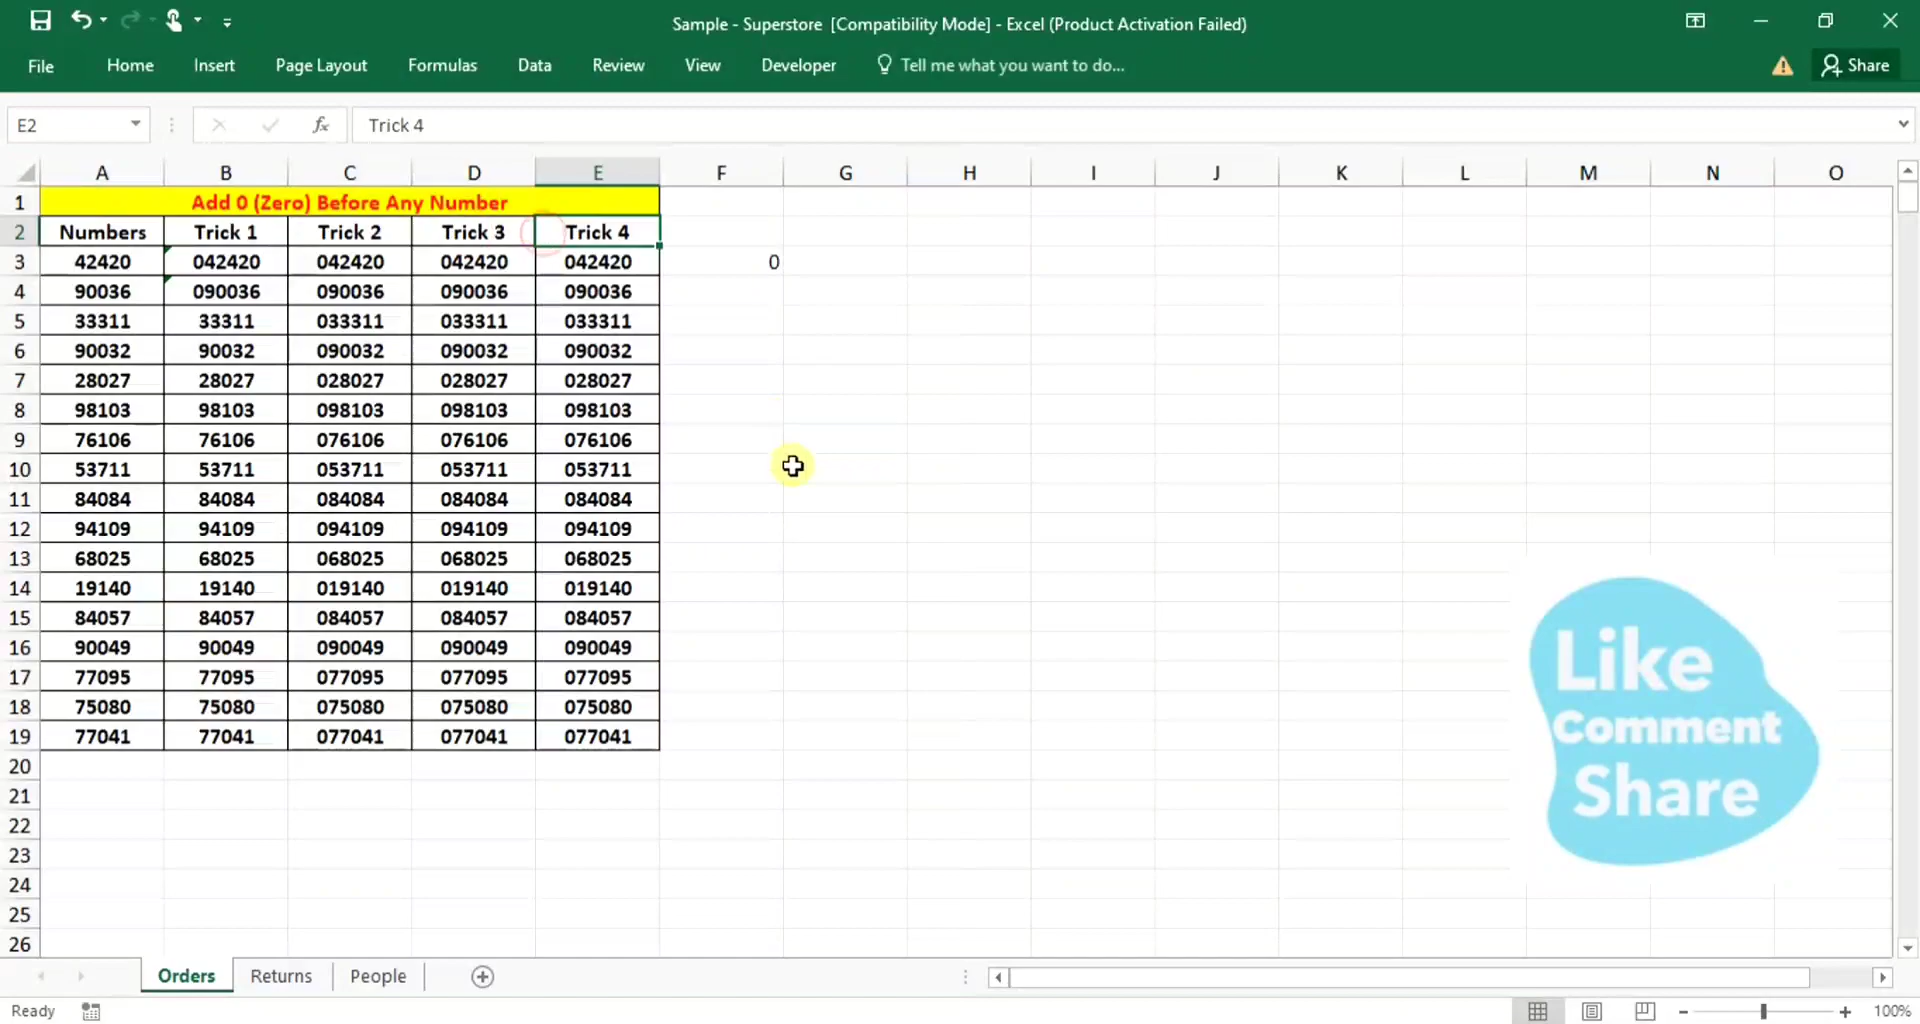 Sample - Superstore [Compatibility Mode] - Excel (Product Activation Failed)
File Home Insert Page Layout Formulas Data Review View Developer Tell me what you want to do... Share
E2 fx Trick 4
A B C D E F G H I J K L M N O
1 Add 0 (Zero) Before Any Number
2 Numbers Trick 1 Trick 2 Trick 3 Trick 4
3 42420 042420 042420 042420 042420 0
4 90036 090036 090036 090036 090036
5 33311 33311 033311 033311 033311
6 90032 90032 090032 090032 090032
7 28027 28027 028027 028027 028027
8 98103 98103 098103 098103 098103
9 76106 76106 076106 076106 076106
10 53711 53711 053711 053711 053711
11 84084 84084 084084 084084 084084
12 94109 94109 094109 094109 094109
13 68025 68025 068025 068025 068025
14 19140 19140 019140 019140 019140
15 84057 84057 084057 084057 084057
16 90049 90049 090049 090049 090049
17 77095 77095 077095 077095 077095
18 75080 75080 075080 075080 075080
19 77041 77041 077041 077041 077041
20
21
22
23
24
25
26
Like
Comment
Share
Orders Returns People
Ready 100%